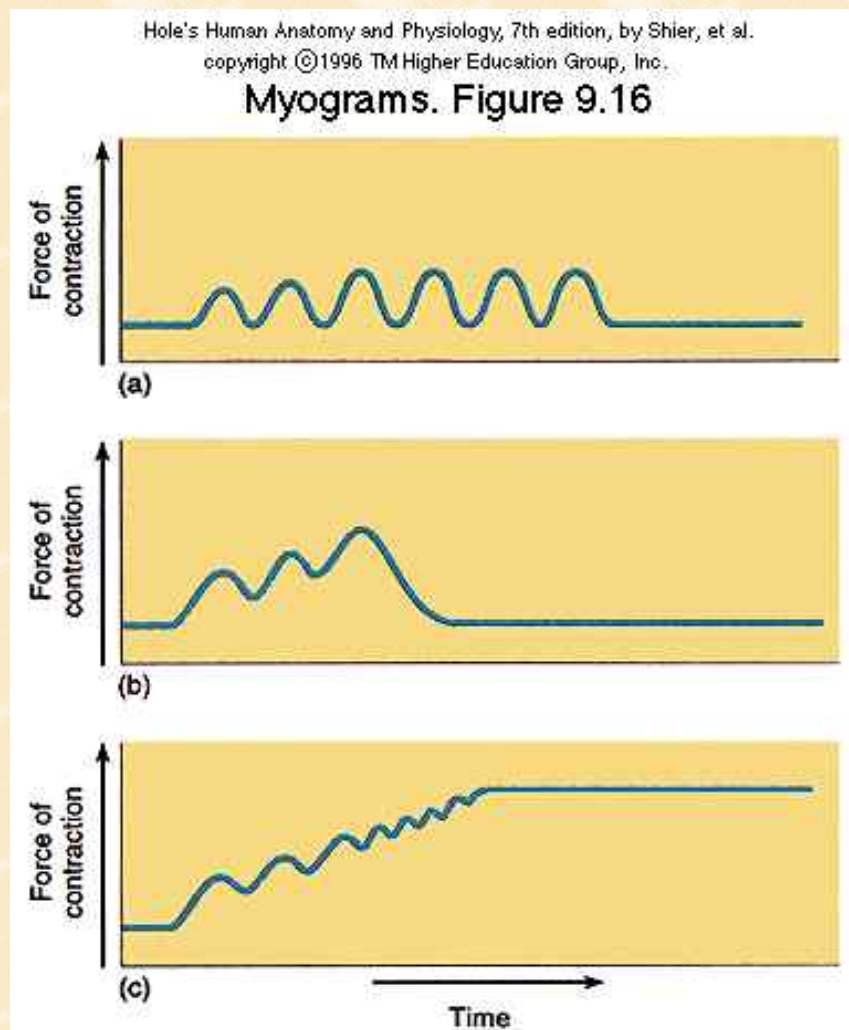 Hole's Human Anatomy and Physiology, 7th edition, by Shier, et al.
copyright ©1996 TM Higher Education Group, Inc.
Myograms. Figure 9.16
Force of
contraction
(a)
Force of
contraction
(b)
Force of
contraction
(c)
Time